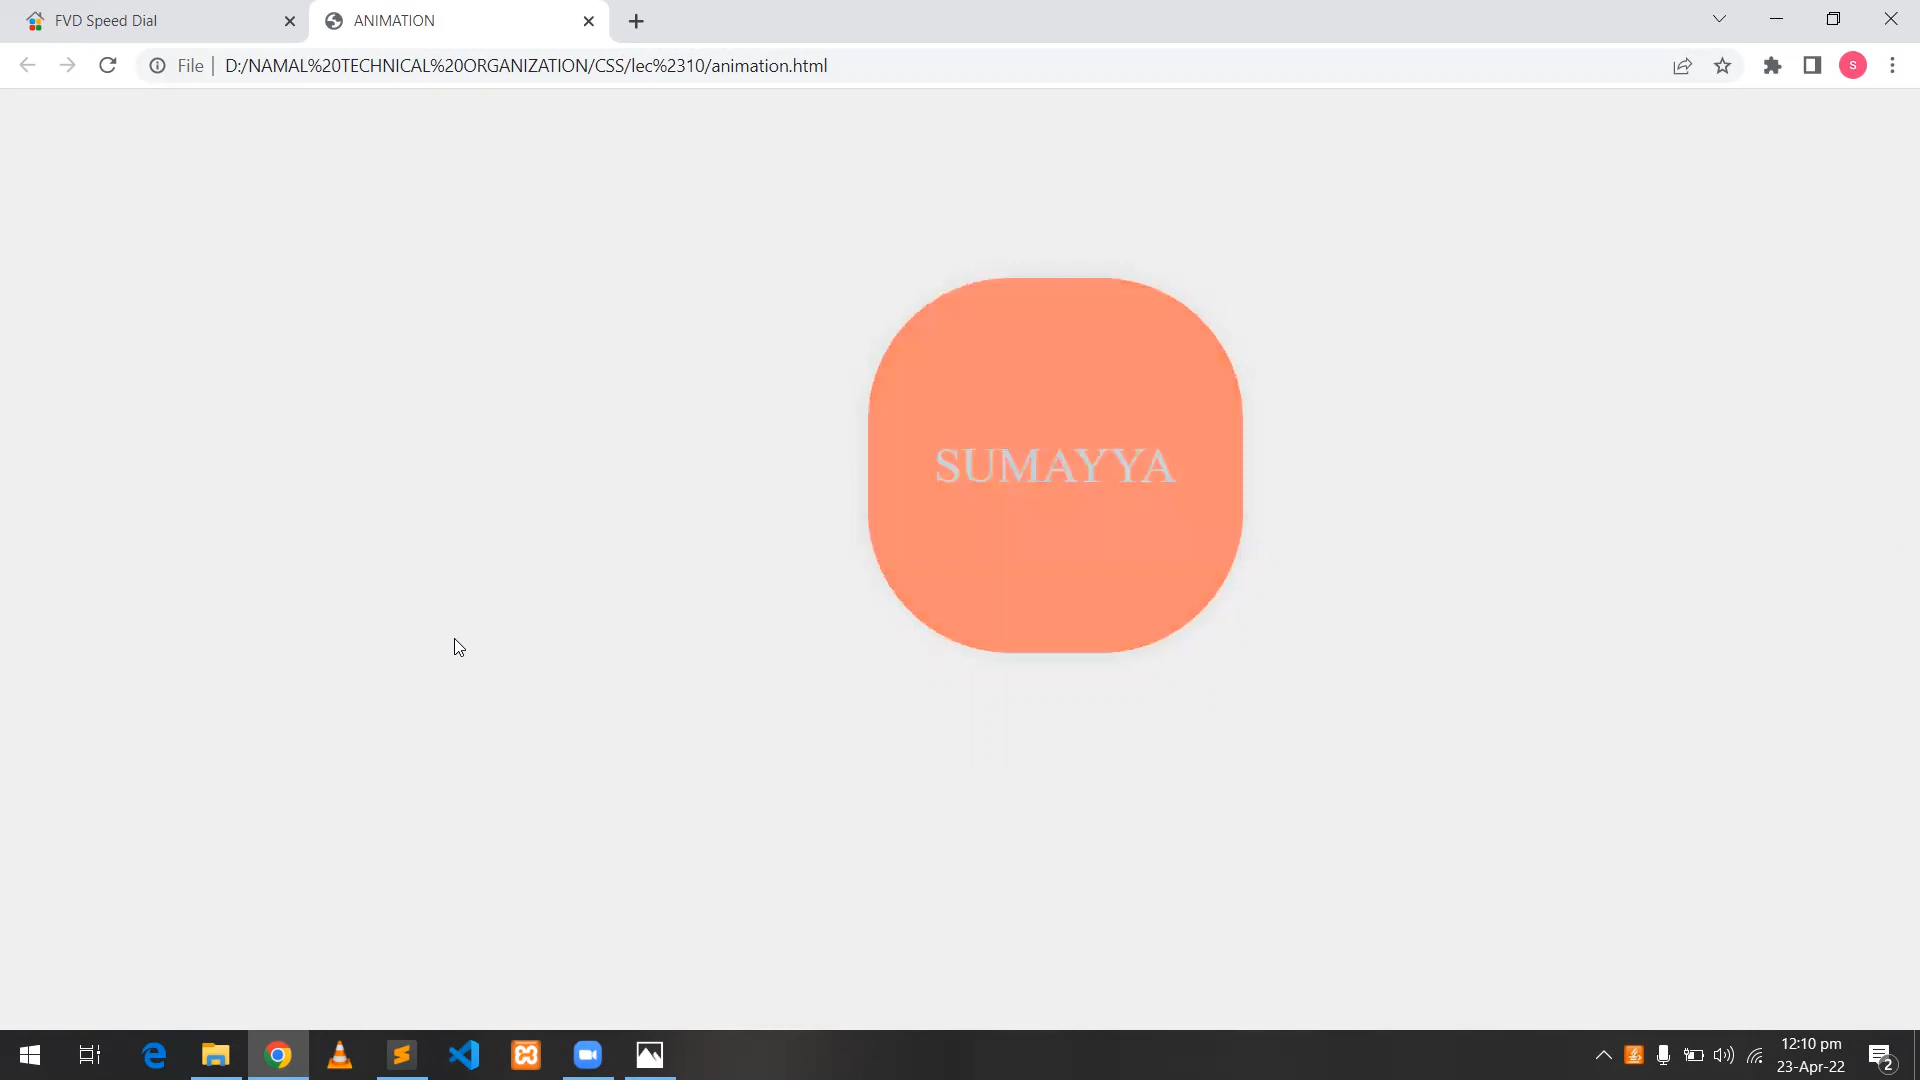 FVD Speed Dial
ANIMATION
File
D:/NAMAL%20TECHNICAL%20ORGANIZATION/CSS/lec%2310/animation.html
S
SUMAYYA
12:10 pm
23-Apr-22
2